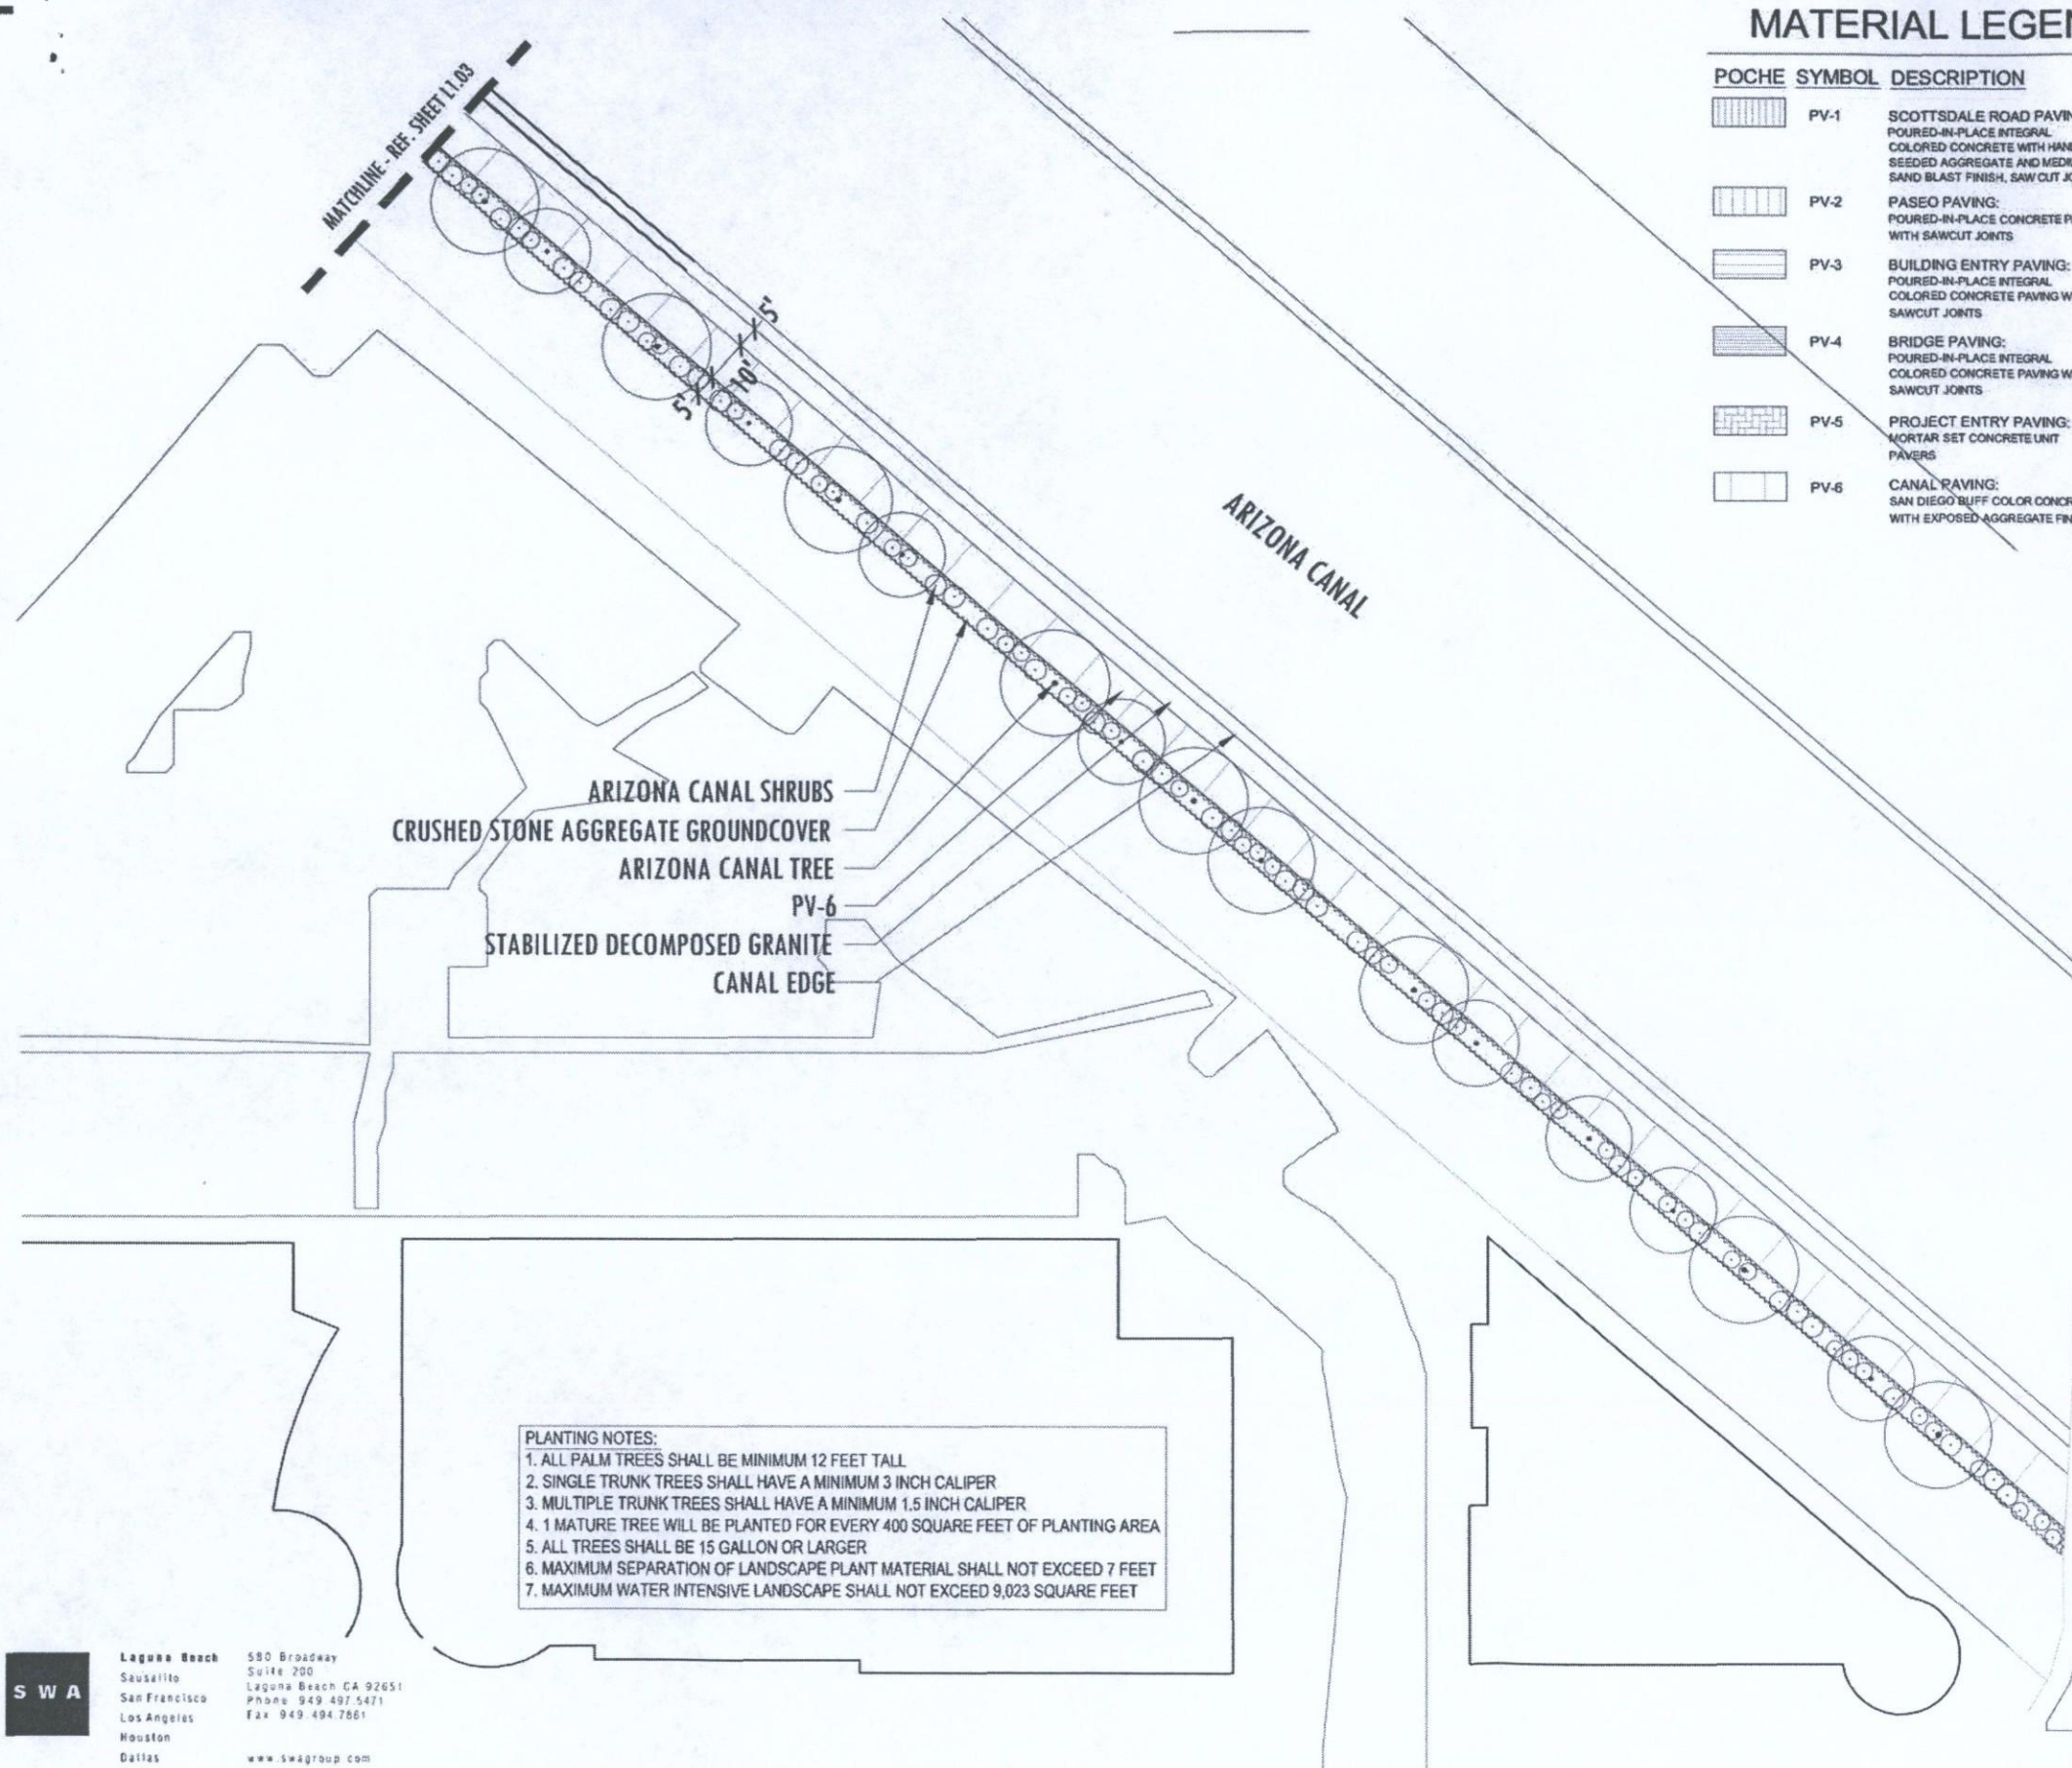 MATERIAL
POCHE SYMBOL DESCRIPTION
PV-1 SCOTTSDALE ROAD
POURED-IN-PLACE INTEGRAL
COLORED CONCRETE WITH
SEEDED AGGREGATE AND
SAND BLAST FINISH, SAW CUT
PV-2 PASEO PAVING:
POURED-IN-PLACE CONCRETE
WITH SAWCUT JOINTS
PV-3 BUILDING ENTRY PAVING:
POURED-IN-PLACE INTEGRAL
COLORED CONCRETE PAVING
SAWCUT JOINTS
PV-4 BRIDGE PAVING:
POURED-IN-PLACE INTEGRAL
COLORED CONCRETE PAVING
SAWCUT JOINTS
PV-5 PROJECT ENTRY PAVING:
MORTAR SET CONCRETE UNIT
PAVERS
PV-6 CANAL PAVING:
SAN DIEGO BUFF COLOR
WITH EXPOSED AGGREGATE
MATCHLINE - REF. SHEET L1.03
5'
10'
5'
ARIZONA CANAL
ARIZONA CANAL SHRUBS
CRUSHED STONE AGGREGATE GROUNDCOVER
ARIZONA CANAL TREE
PV-6
STABILIZED DECOMPOSED GRANITE
CANAL EDGE
PLANTING NOTES:
1. ALL PALM TREES SHALL BE MINIMUM 12 FEET TALL
2. SINGLE TRUNK TREES SHALL HAVE A MINIMUM 3 INCH CALIPER
3. MULTIPLE TRUNK TREES SHALL HAVE A MINIMUM 1.5 INCH CALIPER
4. 1 MATURE TREE WILL BE PLANTED FOR EVERY 400 SQUARE FEET OF PLANTING AREA
5. ALL TREES SHALL BE 15 GALLON OR LARGER
6. MAXIMUM SEPARATION OF LANDSCAPE PLANT MATERIAL SHALL NOT EXCEED 7 FEET
7. MAXIMUM WATER INTENSIVE LANDSCAPE SHALL NOT EXCEED 9,023 SQUARE FEET
SWA
Laguna Beach
Sausalito
San Francisco
Los Angeles
Houston
Dallas
580 Broadway
Suite 200
Laguna Beach CA 92651
Phone 949.497.5471
Fax 949.494.7861
www.swagroup.com